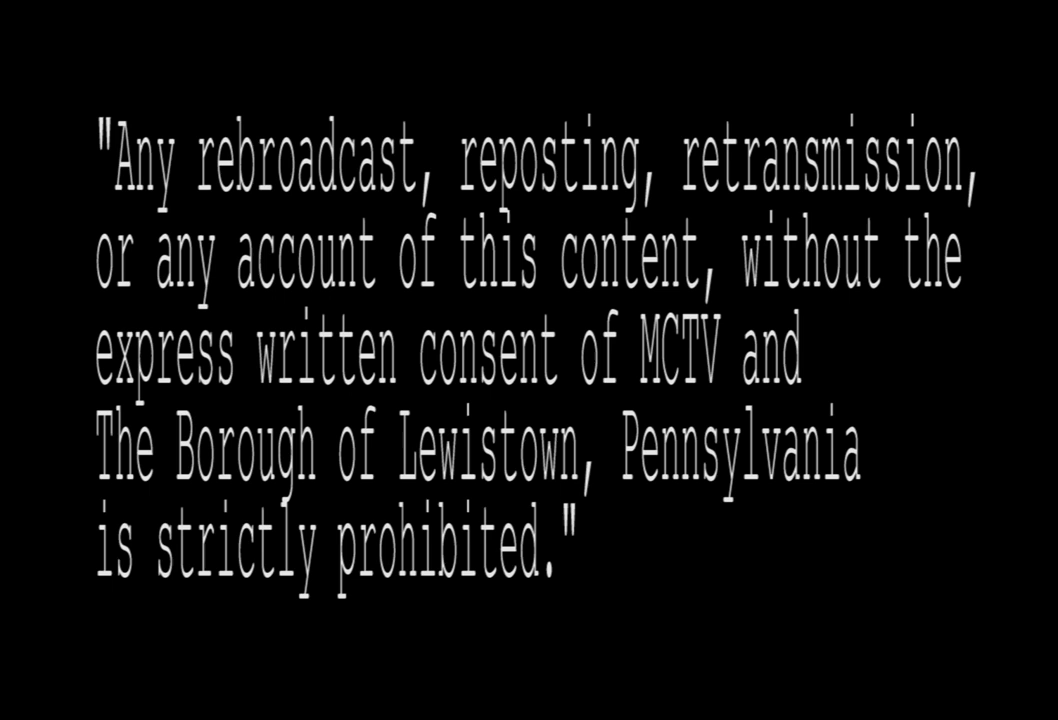 "Any rebroadcast, reposting, retransmission,
or any account of this content, without the
express written consent of MCTV and
The Borough of Lewistown, Pennsylvania
is strictly prohibited."